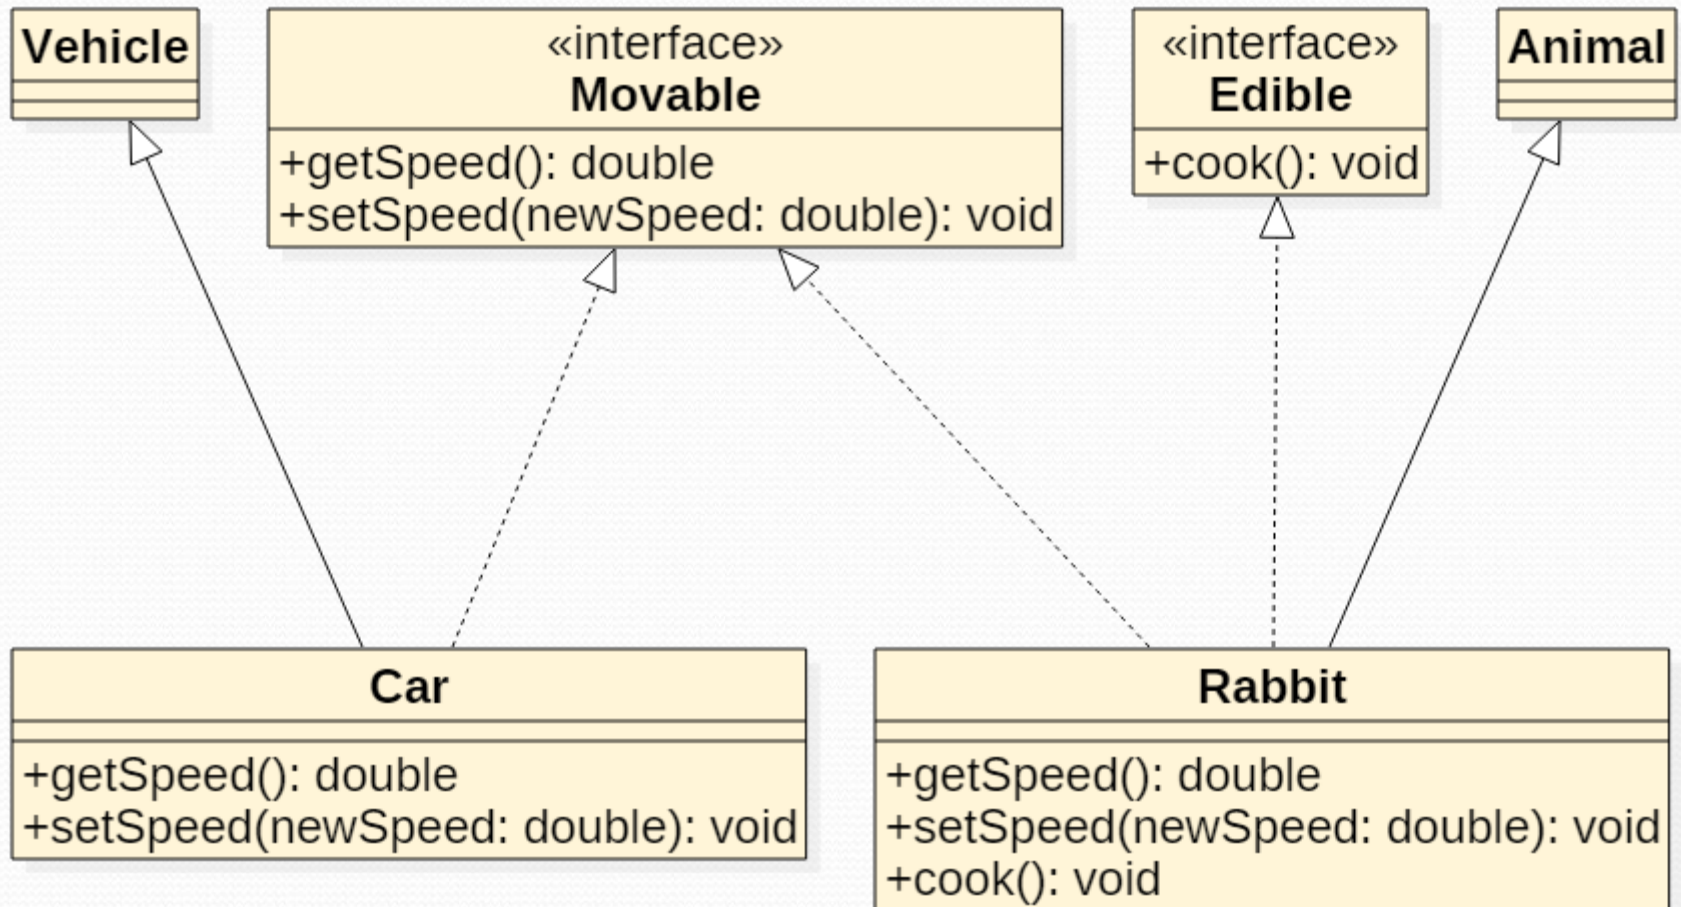 Vehicle
«interface»
Movable
+getSpeed(): double
+setSpeed(newSpeed: double): void
«interface»
Edible
+cook(): void
Animal
Car
+getSpeed(): double
+setSpeed(newSpeed: double): void
Rabbit
+getSpeed(): double
+setSpeed(newSpeed: double): void
+cook(): void